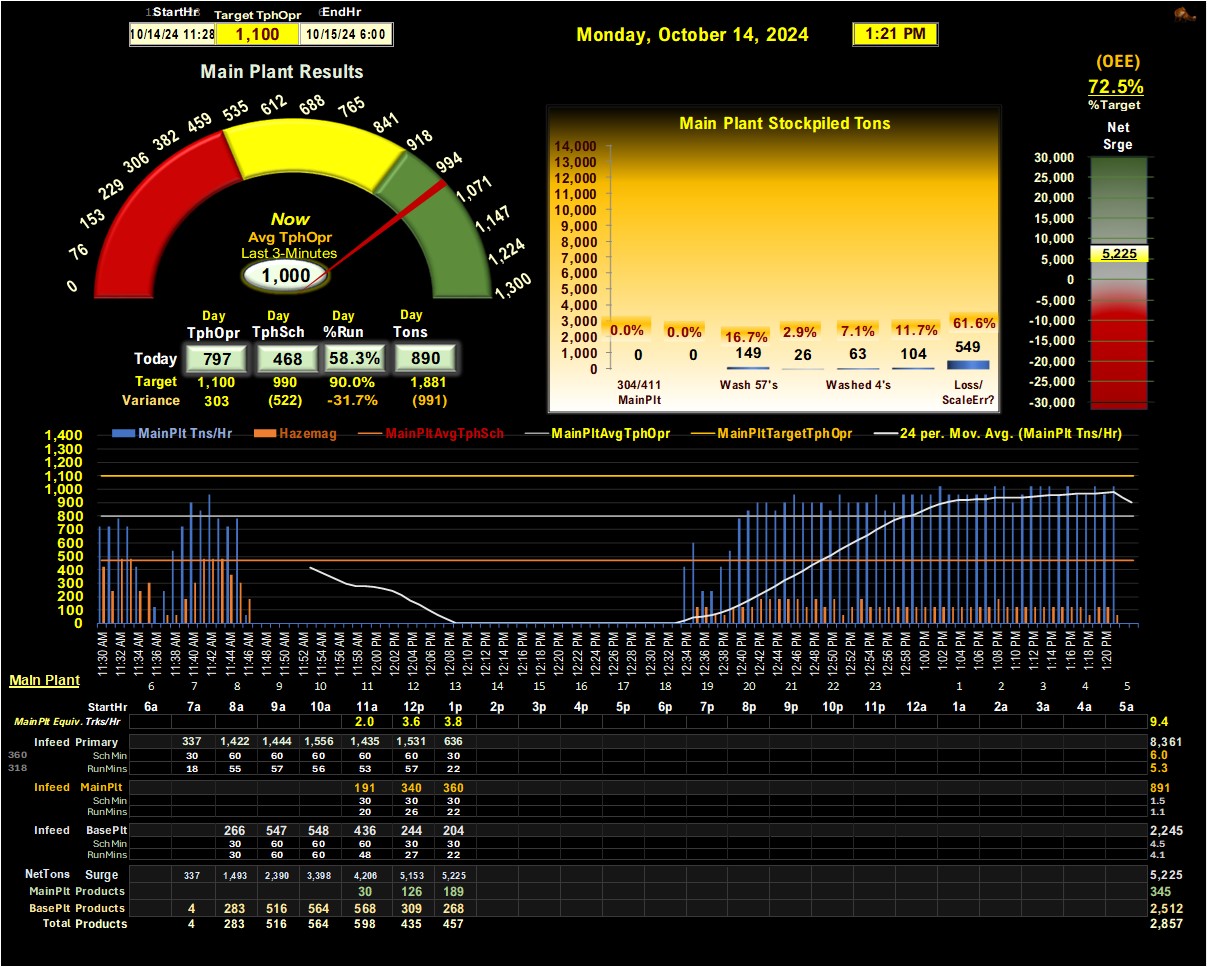 StartHr Target TphOpr EndHr
10/14/24 11:28 1,100 10/15/24 6:00
Monday, October 14, 2024 1:21 PM
Main Plant Results
0 76 153 229 306 382 459 535 612 688 765 841 918 994 1,071 1,147 1,224 1,300
Now
Avg TphOpr
Last 3-Minutes
1,000
Day Day Day Day
TphOpr TphSch %Run Tons
Today 797 468 58.3% 890
Target 1,100 990 90.0% 1,881
Variance 303 (522) -31.7% (991)
Main Plant Stockpiled Tons
14,000
13,000
12,000
11,000
10,000
9,000
8,000
7,000
6,000
5,000
4,000
3,000
2,000
1,000
0
0.0% 0.0% 16.7% 2.9% 7.1% 11.7% 61.6%
0 0 149 26 63 104 549
304/411 Wash 57's Washed 4's Loss/
MainPlt ScaleErr?
(OEE)
72.5%
%Target
Net
Srge
30,000
25,000
20,000
15,000
10,000
5,000
0
-5,000
-10,000
-15,000
-20,000
-25,000
-30,000
5,225
MainPlt Tns/Hr Hazemag MainPltAvgTphSch MainPltAvgTphOpr MainPltTargetTphOpr 24 per. Mov. Avg. (MainPlt Tns/Hr)
1,400
1,300
1,200
1,100
1,000
900
800
700
600
500
400
300
200
100
0
11:30 AM 11:32 AM 11:34 AM 11:36 AM 11:38 AM 11:40 AM 11:42 AM 11:44 AM 11:46 AM 11:48 AM 11:50 AM 11:52 AM 11:54 AM 11:56 AM 11:58 AM 12:00 PM 12:02 PM 12:04 PM 12:06 PM 12:08 PM 12:10 PM 12:12 PM 12:14 PM 12:16 PM 12:18 PM 12:20 PM 12:22 PM 12:24 PM 12:26 PM 12:28 PM 12:30 PM 12:32 PM 12:34 PM 12:36 PM 12:38 PM 12:40 PM 12:42 PM 12:44 PM 12:46 PM 12:48 PM 12:50 PM 12:52 PM 12:54 PM 12:56 PM 12:58 PM 1:00 PM 1:02 PM 1:04 PM 1:06 PM 1:08 PM 1:10 PM 1:12 PM 1:14 PM 1:16 PM 1:18 PM 1:20 PM
Main Plant 6 7 8 9 10 11 12 13 14 15 16 17 18 19 20 21 22 23 1 2 3 4 5
StartHr 6a 7a 8a 9a 10a 11a 12p 1p 2p 3p 4p 5p 6p 7p 8p 9p 10p 11p 12a 1a 2a 3a 4a 5a
MainPlt Equiv. Trks/Hr 2.0 3.6 3.8 9.4
Infeed Primary 337 1,422 1,444 1,556 1,435 1,531 636 8,361
360 Sch Min 30 60 60 60 60 60 30 6.0
318 RunMins 18 55 57 56 53 57 22 5.3
Infeed MainPlt 191 340 360 891
Sch Min 30 30 30 1.5
RunMins 20 26 22 1.1
Infeed BasePlt 266 547 548 436 244 204 2,245
Sch Min 30 60 60 60 30 30 4.5
RunMins 30 60 60 48 27 22 4.1
NetTons Surge 337 1,493 2,390 3,398 4,206 5,153 5,225 5,225
MainPlt Products 30 126 189 345
BasePlt Products 4 283 516 564 568 309 268 2,512
Total Products 4 283 516 564 598 435 457 2,857